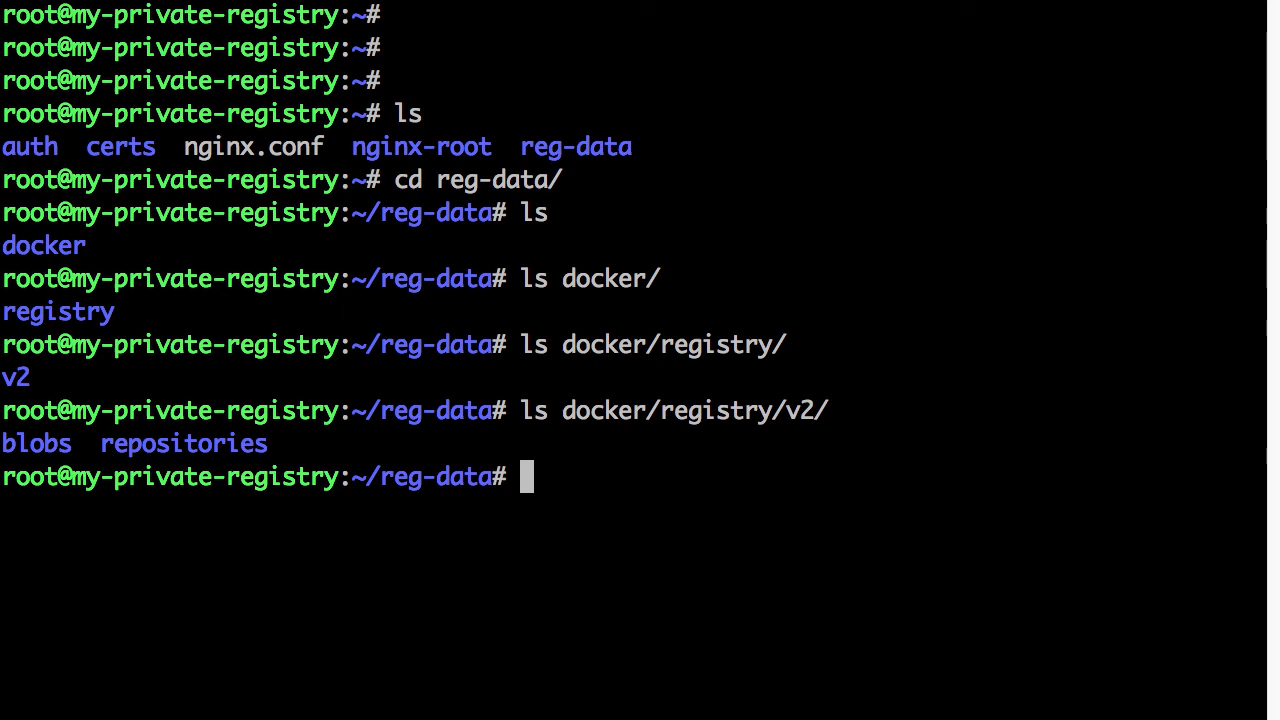 root@my-private-registry:~#
root@my-private-registry:~#
root@my-private-registry:~#
root@my-private-registry:~# ls
auth  certs  nginx.conf  nginx-root  reg-data
root@my-private-registry:~# cd reg-data/
root@my-private-registry:~/reg-data# ls
docker
root@my-private-registry:~/reg-data# ls docker/
registry
root@my-private-registry:~/reg-data# ls docker/registry/
v2
root@my-private-registry:~/reg-data# ls docker/registry/v2/
blobs  repositories
root@my-private-registry:~/reg-data#